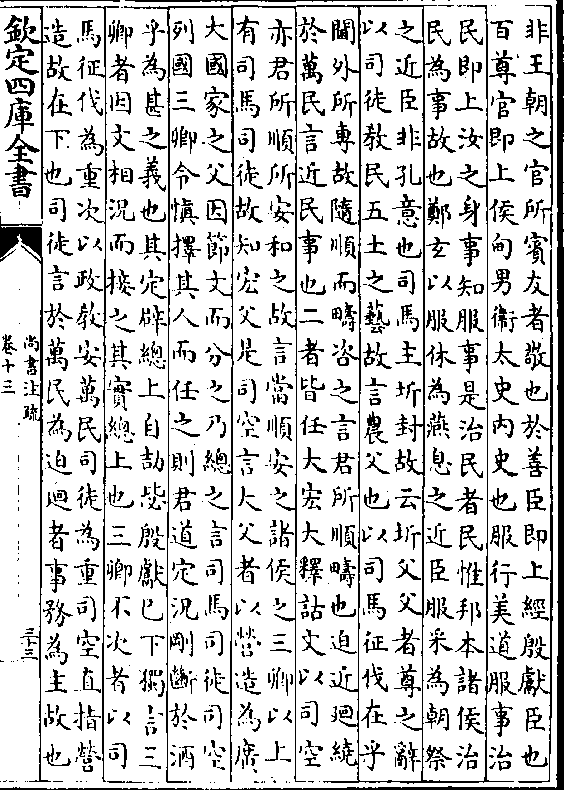 非王朝之官所賓友者敬也於善臣即上經殷獻臣也
百尊官即上侯甸男衛太史内史也服行美道服事治
民即上汝之身事知服事是治民者民惟邦本諸侯治
民為事故也鄭玄以服休為燕息之近臣服采為朝祭
之近臣非孔意也司馬主圻封故云圻父父者尊之辭
以司徒教民五土之藝故言農父也以司馬征伐在乎
閫外所專故隨順而疇咨之言君所順疇也迫近廻繞
於萬民言近民事也二者皆任大宏大釋詁文以司空
亦君所順所安和之故言當順安之諸侯之三卿以上
有司馬司徒故知宏父是司空言大父者以營造為廣
大國家之父因節文而分之乃總之言司馬司徒司空
列國三卿令慎擇其人而任之則君道定況剛斷於酒
乎為甚之義也其定辟總上自劼毖殷獻已下獨言三
卿者因文相況而接之其實總上也三卿不次者以司
馬征伐為重次以政教安萬民司徒為重司空直指營
造故在下也司徒言於萬民為迫廻者事務為主故也
欽定四庫全書
尚書注疏
卷十三
三十三